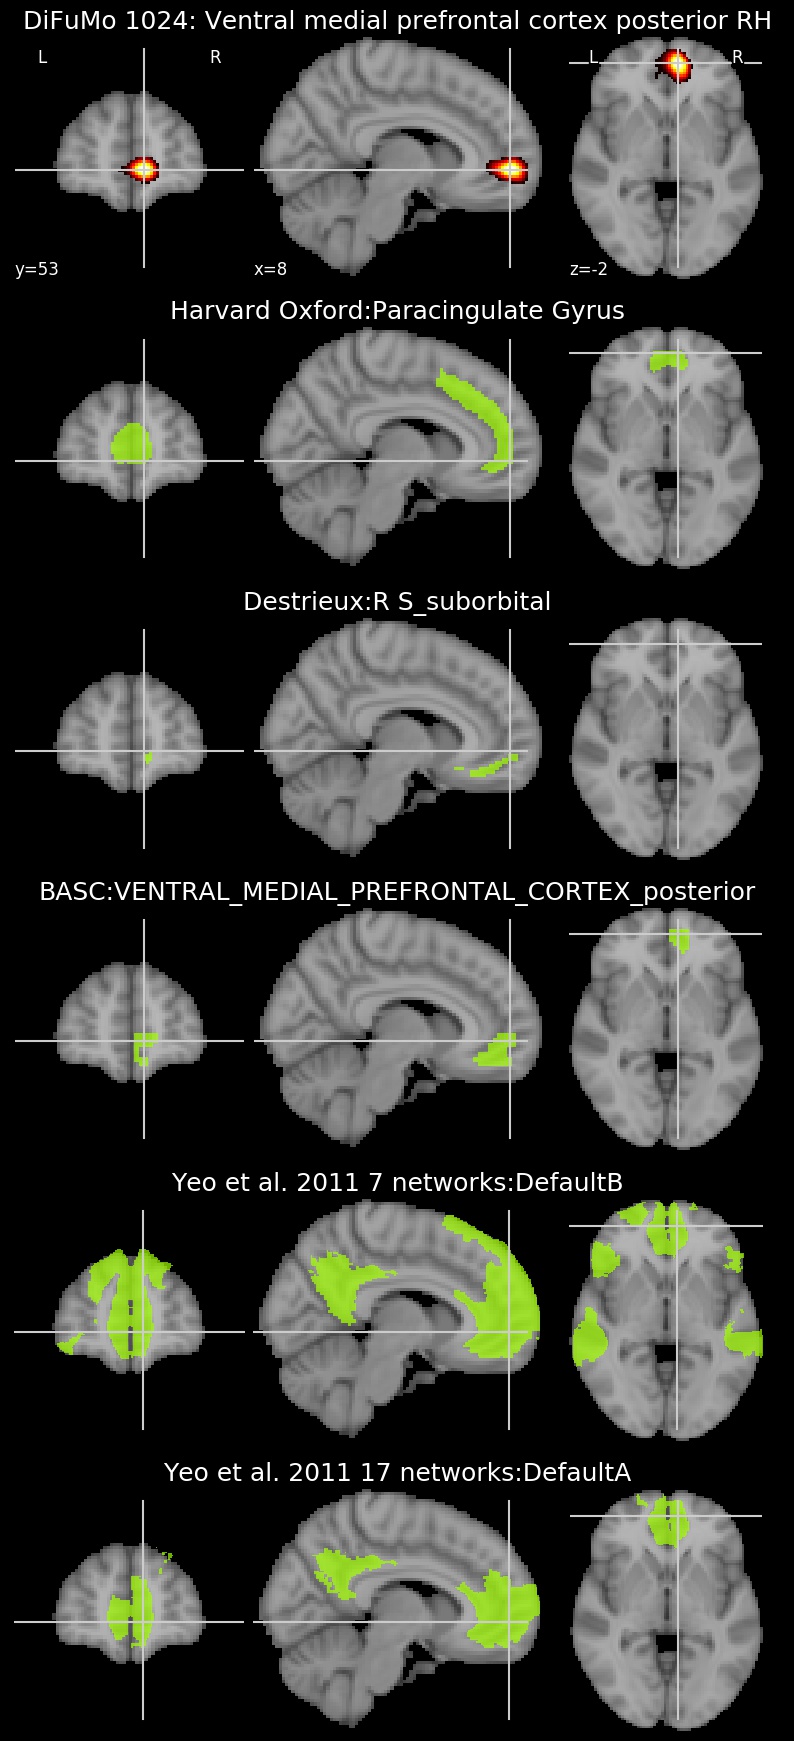 DiFuMo 1024: Ventral medial prefrontal cortex posterior RH
L R L R
y=53 x=8 z=-2
Harvard Oxford:Paracingulate Gyrus
Destrieux:R S_suborbital
BASC:VENTRAL_MEDIAL_PREFRONTAL_CORTEX_posterior
Yeo et al. 2011 7 networks:DefaultB
Yeo et al. 2011 17 networks:DefaultA